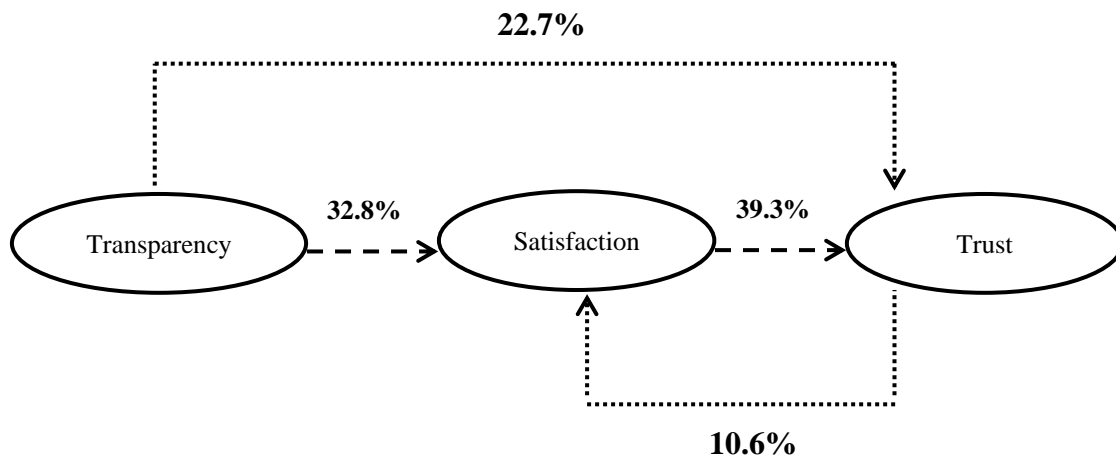 22.7%
32.8%
39.3%
Transparency
Satisfaction
Trust
10.6%